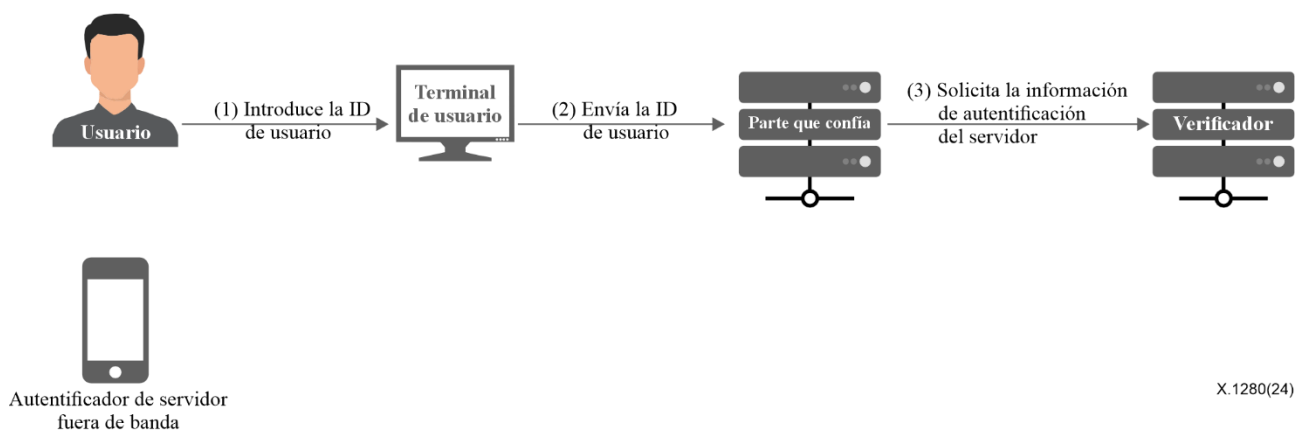 Usuario
(1) Introduce la ID
de usuario
Terminal
de usuario
(2) Envía la ID
de usuario
Parte que confía
(3) Solicita la información
de autentificación
del servidor
Verificador
Autentificador de servidor
fuera de banda
X.1280(24)